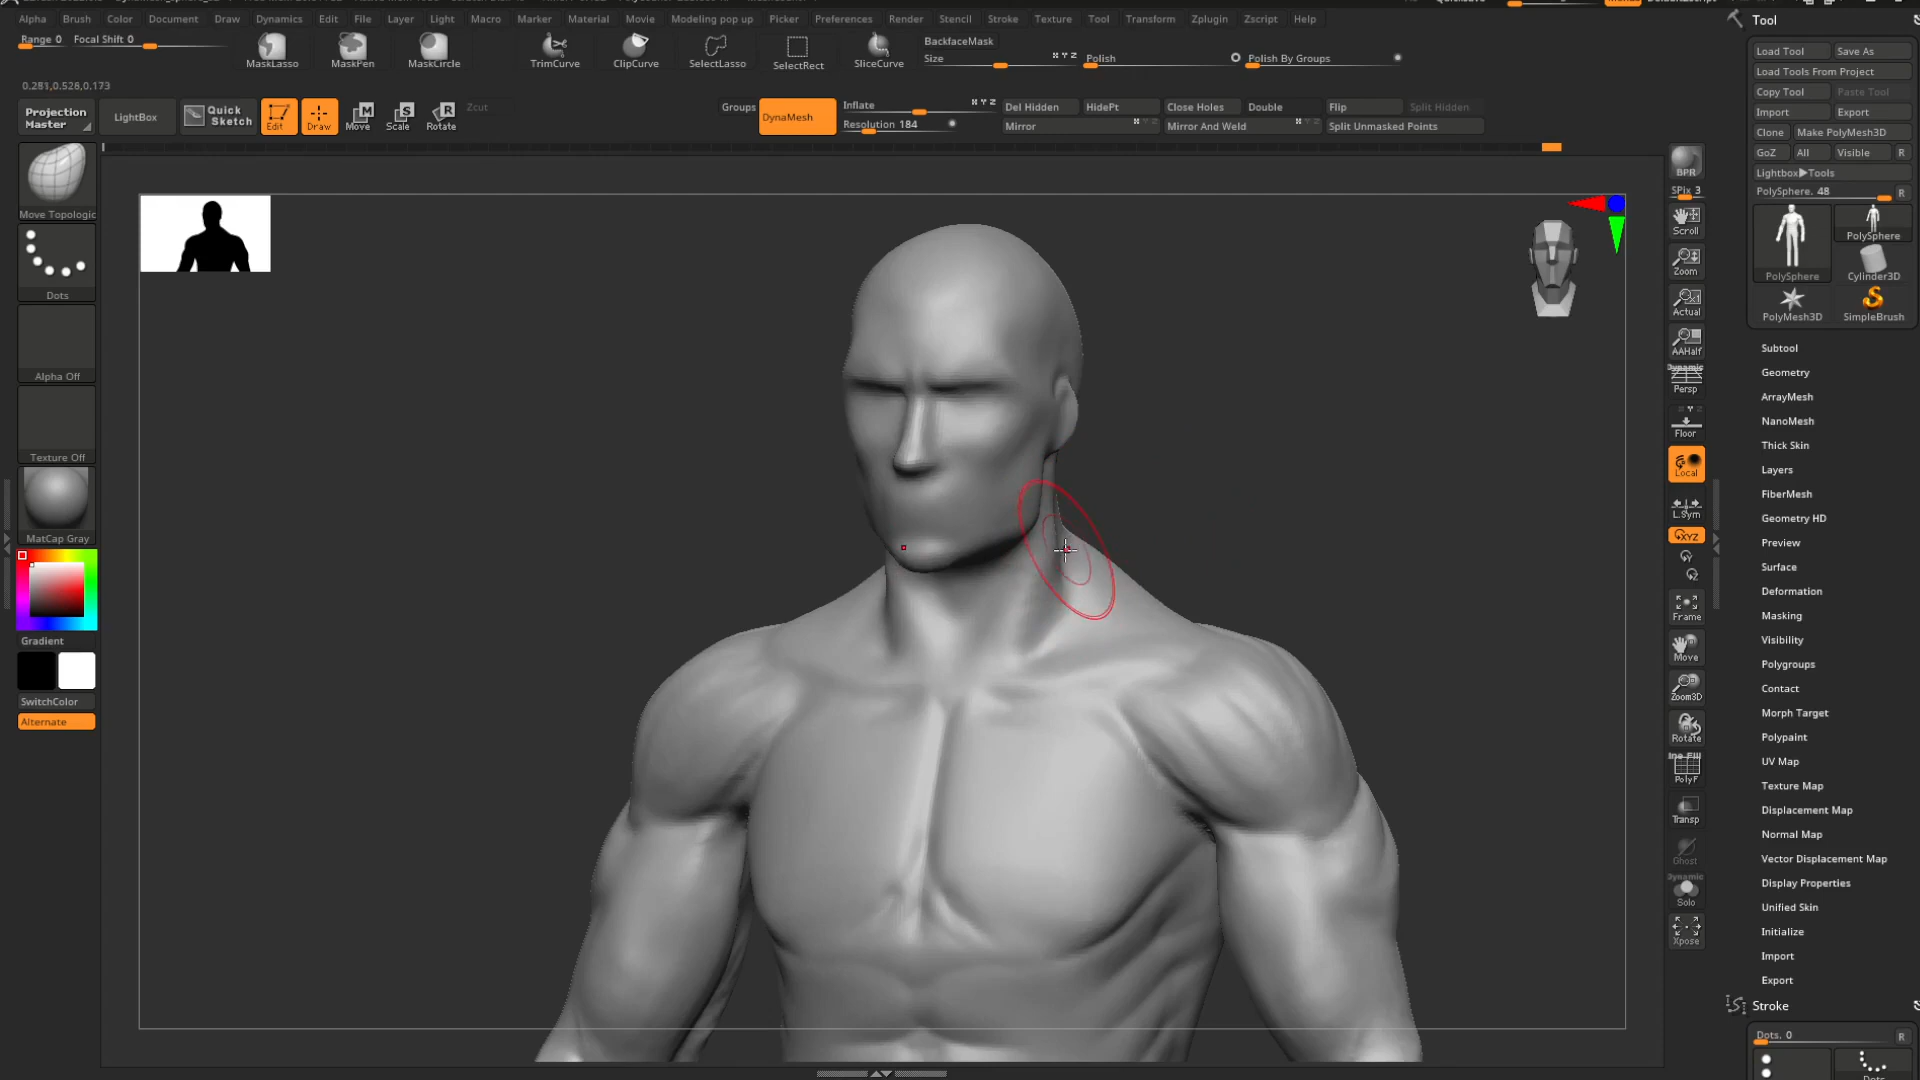 Alpha Brush Color Document Draw Dynamics Edit File Layer Light Macro Marker Material Movie Modeling pop up Picker Preferences Render Stencil Stroke Texture Tool Transform Zplugin Zscript Help
Range 0 Focal Shift 0
MaskLasso MaskPen MaskCircle TrimCurve ClipCurve SelectLasso SelectRect SliceCurve
BackfaceMask
Size X Y Z Polish Polish By Groups
0.281,0.528,0.173
Projection Master
LightBox
Quick Sketch
Edit Draw Move Scale Rotate
Zcut
Groups DynaMesh
Inflate X Y Z
Resolution 184
Del Hidden HidePt Close Holes Double Flip Split Hidden
Mirror Mirror And Weld Split Unmasked Points
Move Topologic
Dots
Alpha Off
Texture Off
MatCap Gray
Gradient
SwitchColor
Alternate
BPR
SPix 3
Scroll
Zoom
Actual
AAHalf
Dynamic
Persp
Floor
Local
L.Sym
XYZ
Frame
Move
Zoom3D
Rotate
Line Fill
PolyF
Transp
Ghost
Dynamic
Solo
Xpose
Tool
Load Tool Save As
Load Tools From Project
Copy Tool Paste Tool
Import Export
Clone Make PolyMesh3D
GoZ All Visible R
Lightbox▶Tools
PolySphere. 48 R
PolySphere
PolySphere
Cylinder3D
PolyMesh3D
SimpleBrush
Subtool
Geometry
ArrayMesh
NanoMesh
Thick Skin
Layers
FiberMesh
Geometry HD
Preview
Surface
Deformation
Masking
Visibility
Polygroups
Contact
Morph Target
Polypaint
UV Map
Texture Map
Displacement Map
Normal Map
Vector Displacement Map
Display Properties
Unified Skin
Initialize
Import
Export
Stroke
Dots. 0 R